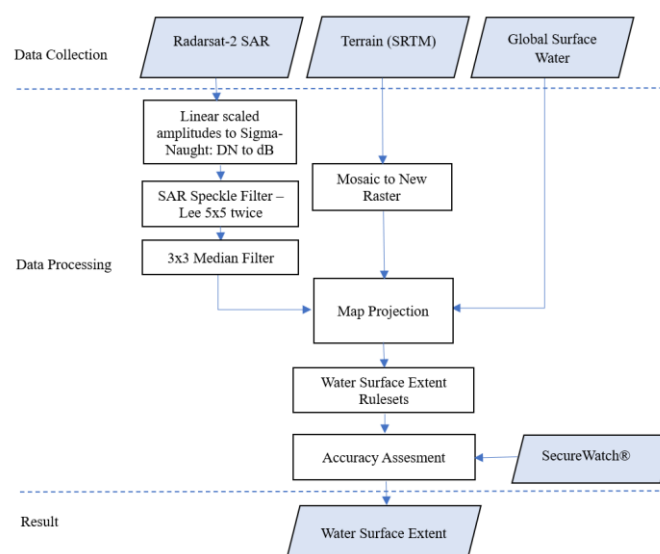 Data Collection
Radarsat-2 SAR
Terrain (SRTM)
Global Surface
Water
Linear scaled
amplitudes to Sigma-
Naught: DN to dB
SAR Speckle Filter –
Lee 5x5 twice
Mosaic to New
Raster
Data Processing
3x3 Median Filter
Map Projection
Water Surface Extent
Rulesets
Accuracy Assesment
SecureWatch®
Result
Water Surface Extent